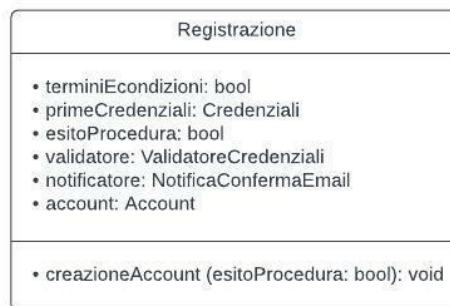 Registrazione
• terminiEcondizioni: bool
• primeCredenziali: Credenziali
• esitoProcedura: bool
• validatore: ValidatoreCredenziali
• notificatore: NotificaConfermaEmail
• account: Account
• creazioneAccount (esitoProcedura: bool): void